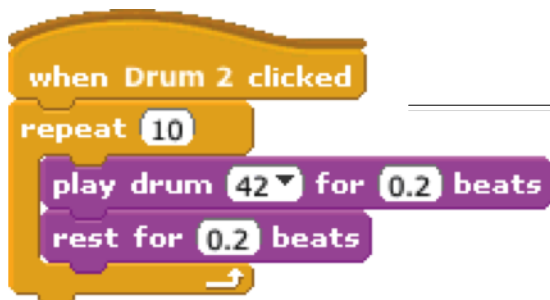 when Drum 2 clicked
repeat 10
play drum 42 for 0.2 beats
rest for 0.2 beats